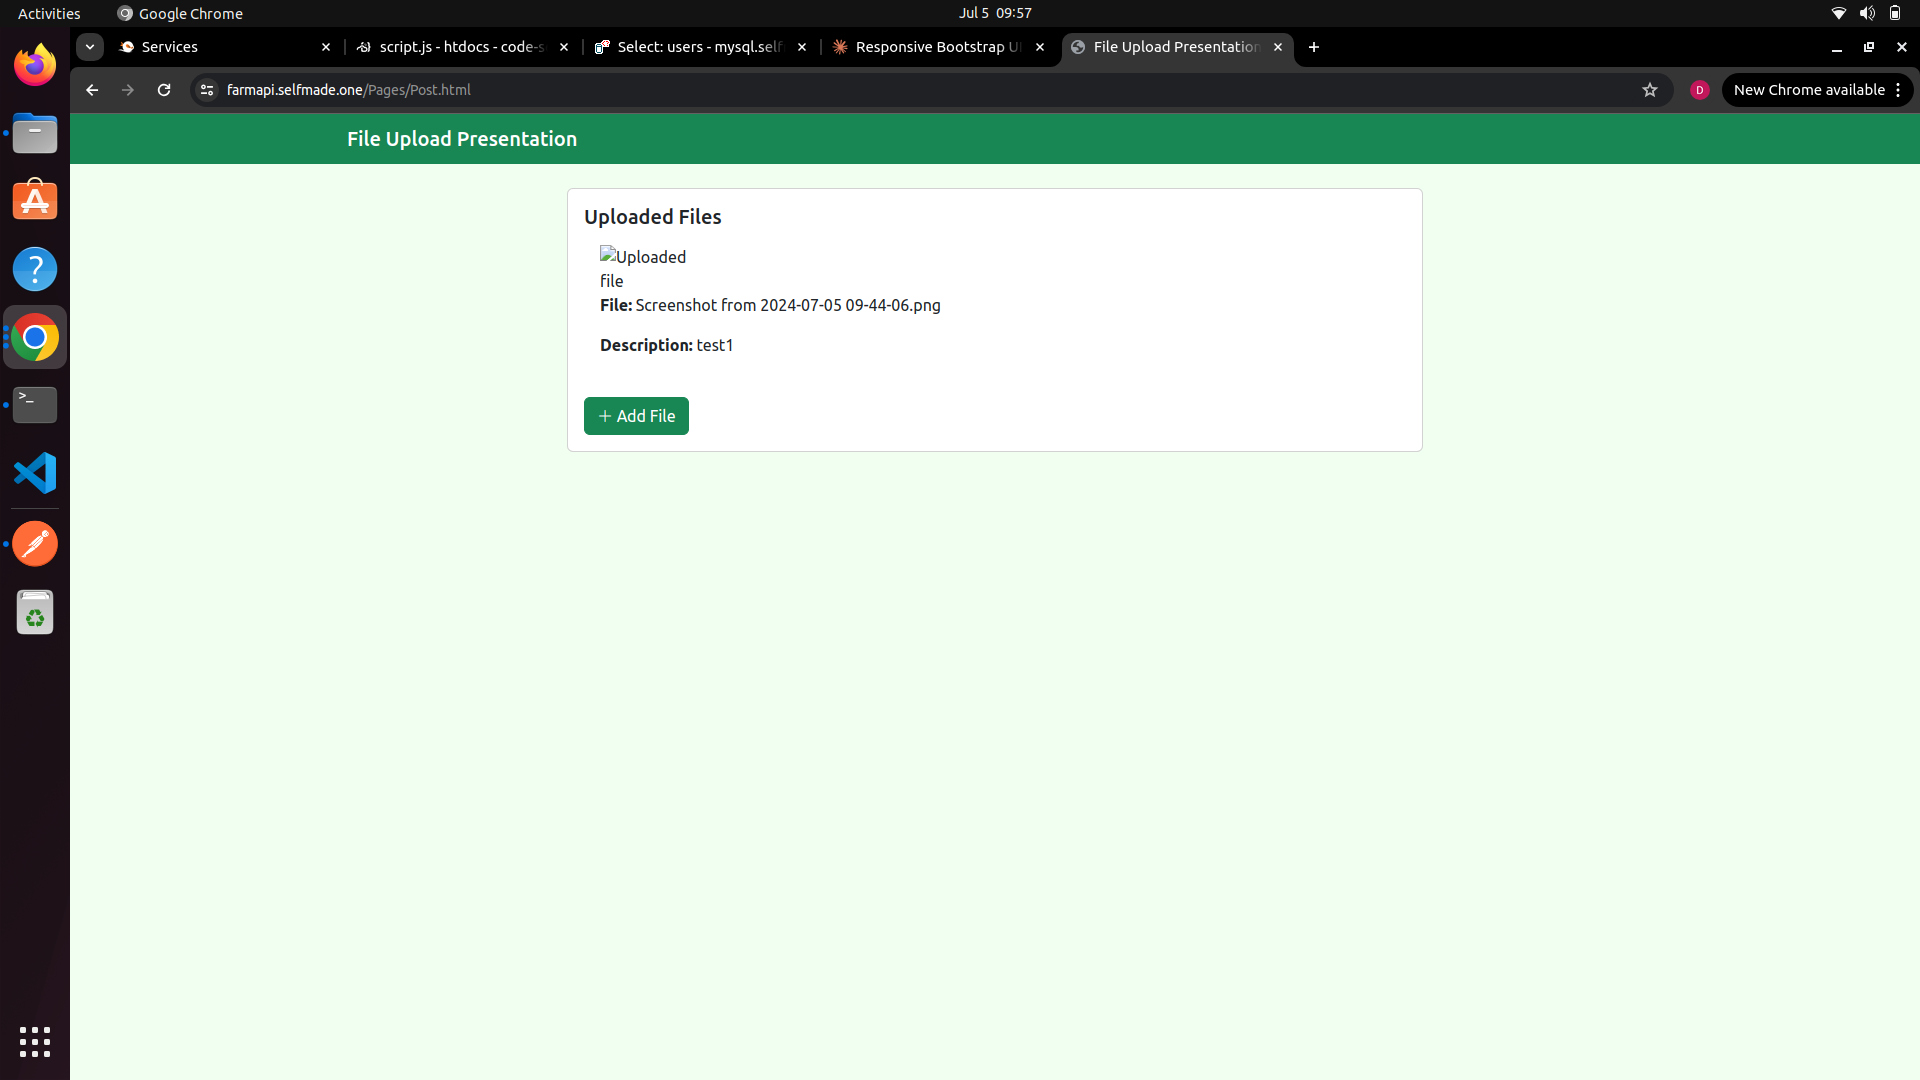 Activities
Google Chrome
Jul 5 09:57
Services
script.js - htdocs - code-s
Select: users - mysql.self
Responsive Bootstrap UI
File Upload Presentation
farmapi.selfmade.one/Pages/Post.html
D
New Chrome available
File Upload Presentation
Uploaded Files
Uploaded
file
File: Screenshot from 2024-07-05 09-44-06.png
Description: test1
+ Add File